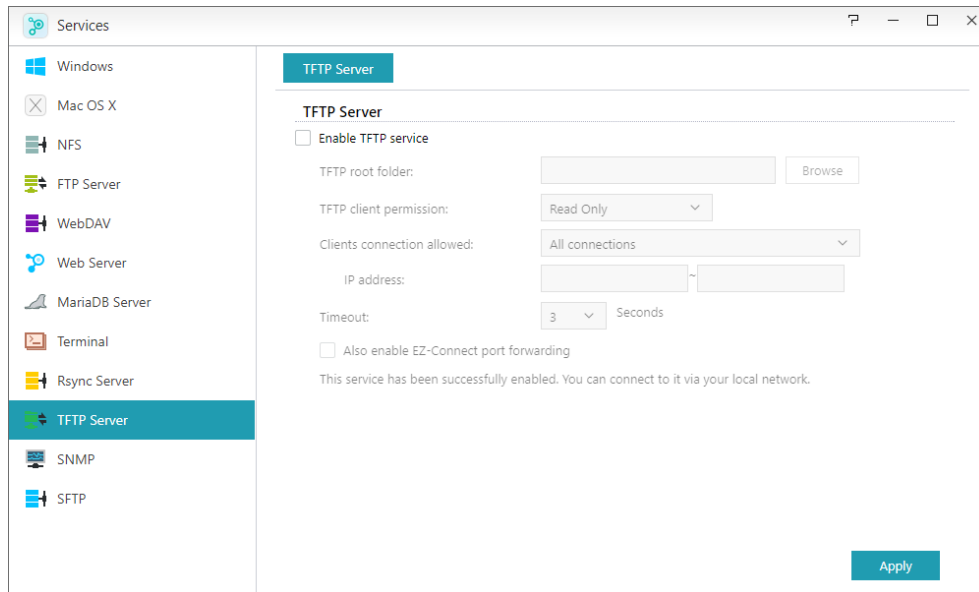 Services
Windows
Mac OS X
NFS
FTP Server
WebDAV
Web Server
MariaDB Server
Terminal
Rsync Server
TFTP Server
SNMP
SFTP
TFTP Server
TFTP Server
Enable TFTP service
TFTP root folder: Browse
TFTP client permission: Read Only
Clients connection allowed: All connections
IP address: ~
Timeout: 3 Seconds
Also enable EZ-Connect port forwarding
This service has been successfully enabled. You can connect to it via your local network.
Apply